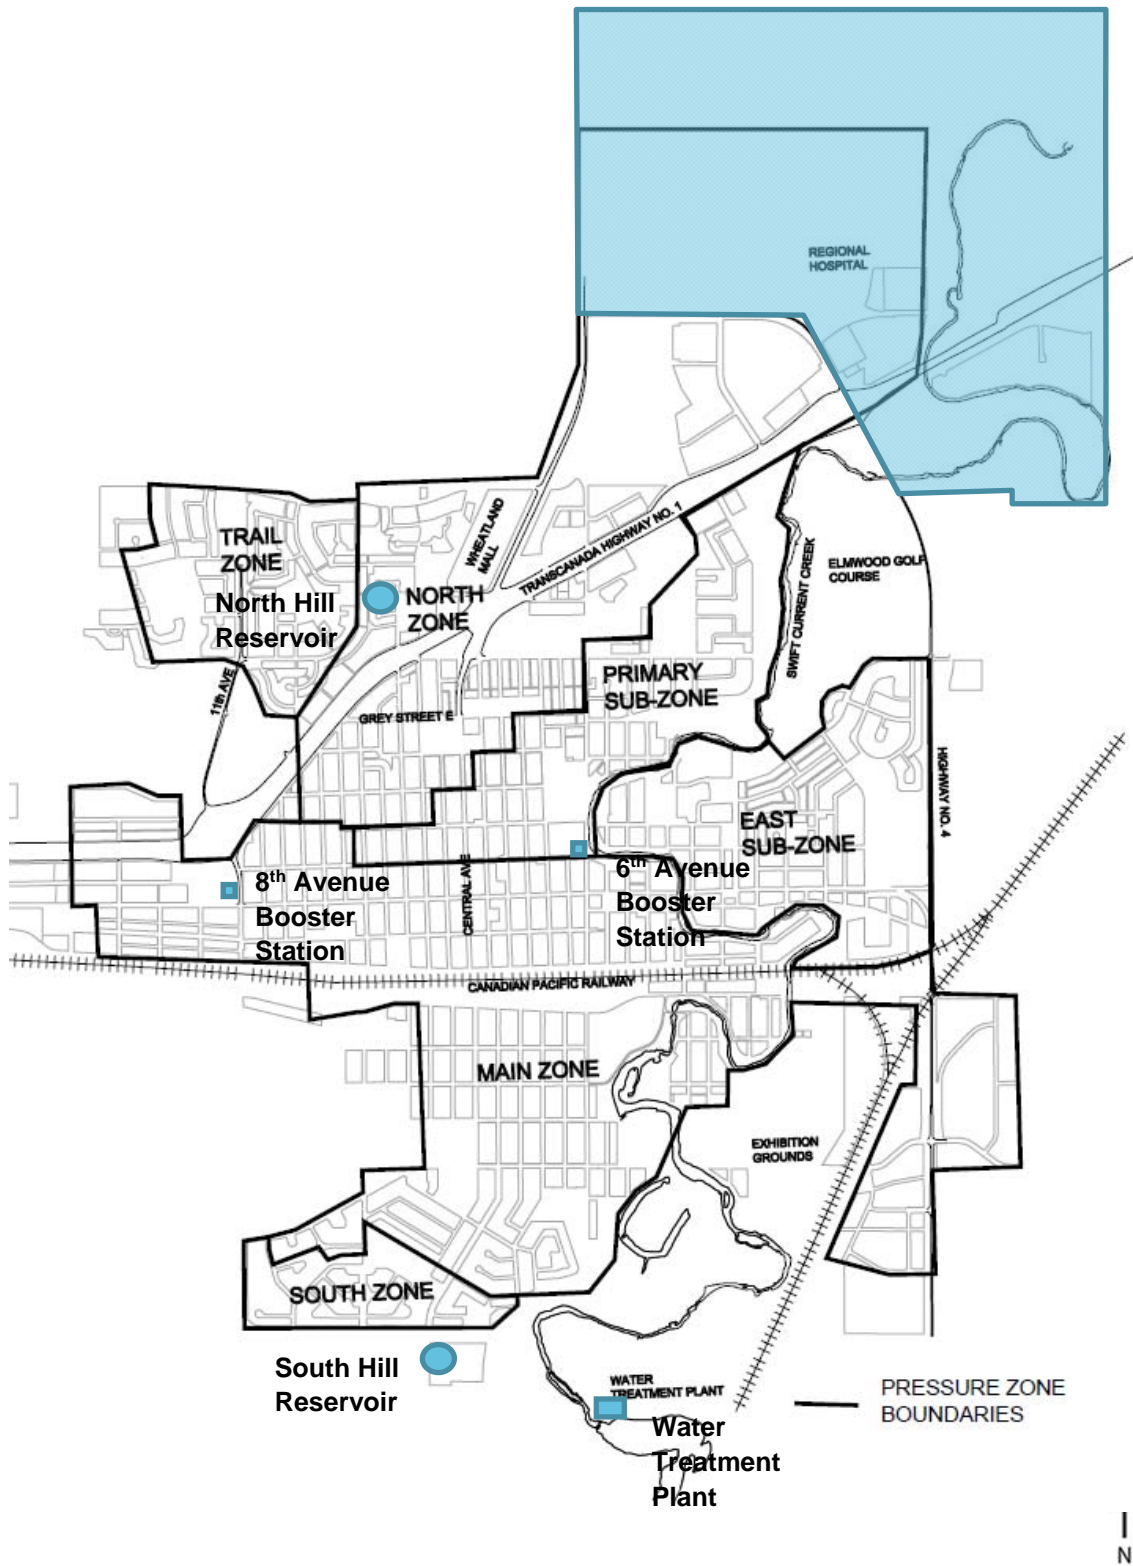 REGIONAL
HOSPITAL
WHEATLAND
MALL
TRANSCANADA HIGHWAY NO. 1
TRAIL
ZONE
North Hill
Reservoir
NORTH
ZONE
SWIFT CURRENT CREEK
ELMWOOD GOLF
COURSE
11th AVE
GREY STREET E
PRIMARY
SUB-ZONE
HIGHWAY NO. 4
EAST
SUB-ZONE
8th Avenue
Booster
Station
CENTRAL AVE
6th Avenue
Booster
Station
CANADIAN PACIFIC RAILWAY
MAIN ZONE
EXHIBITION
GROUNDS
SOUTH ZONE
South Hill
Reservoir
WATER
TREATMENT PLANT
Water
Treatment
Plant
PRESSURE ZONE
BOUNDARIES
N